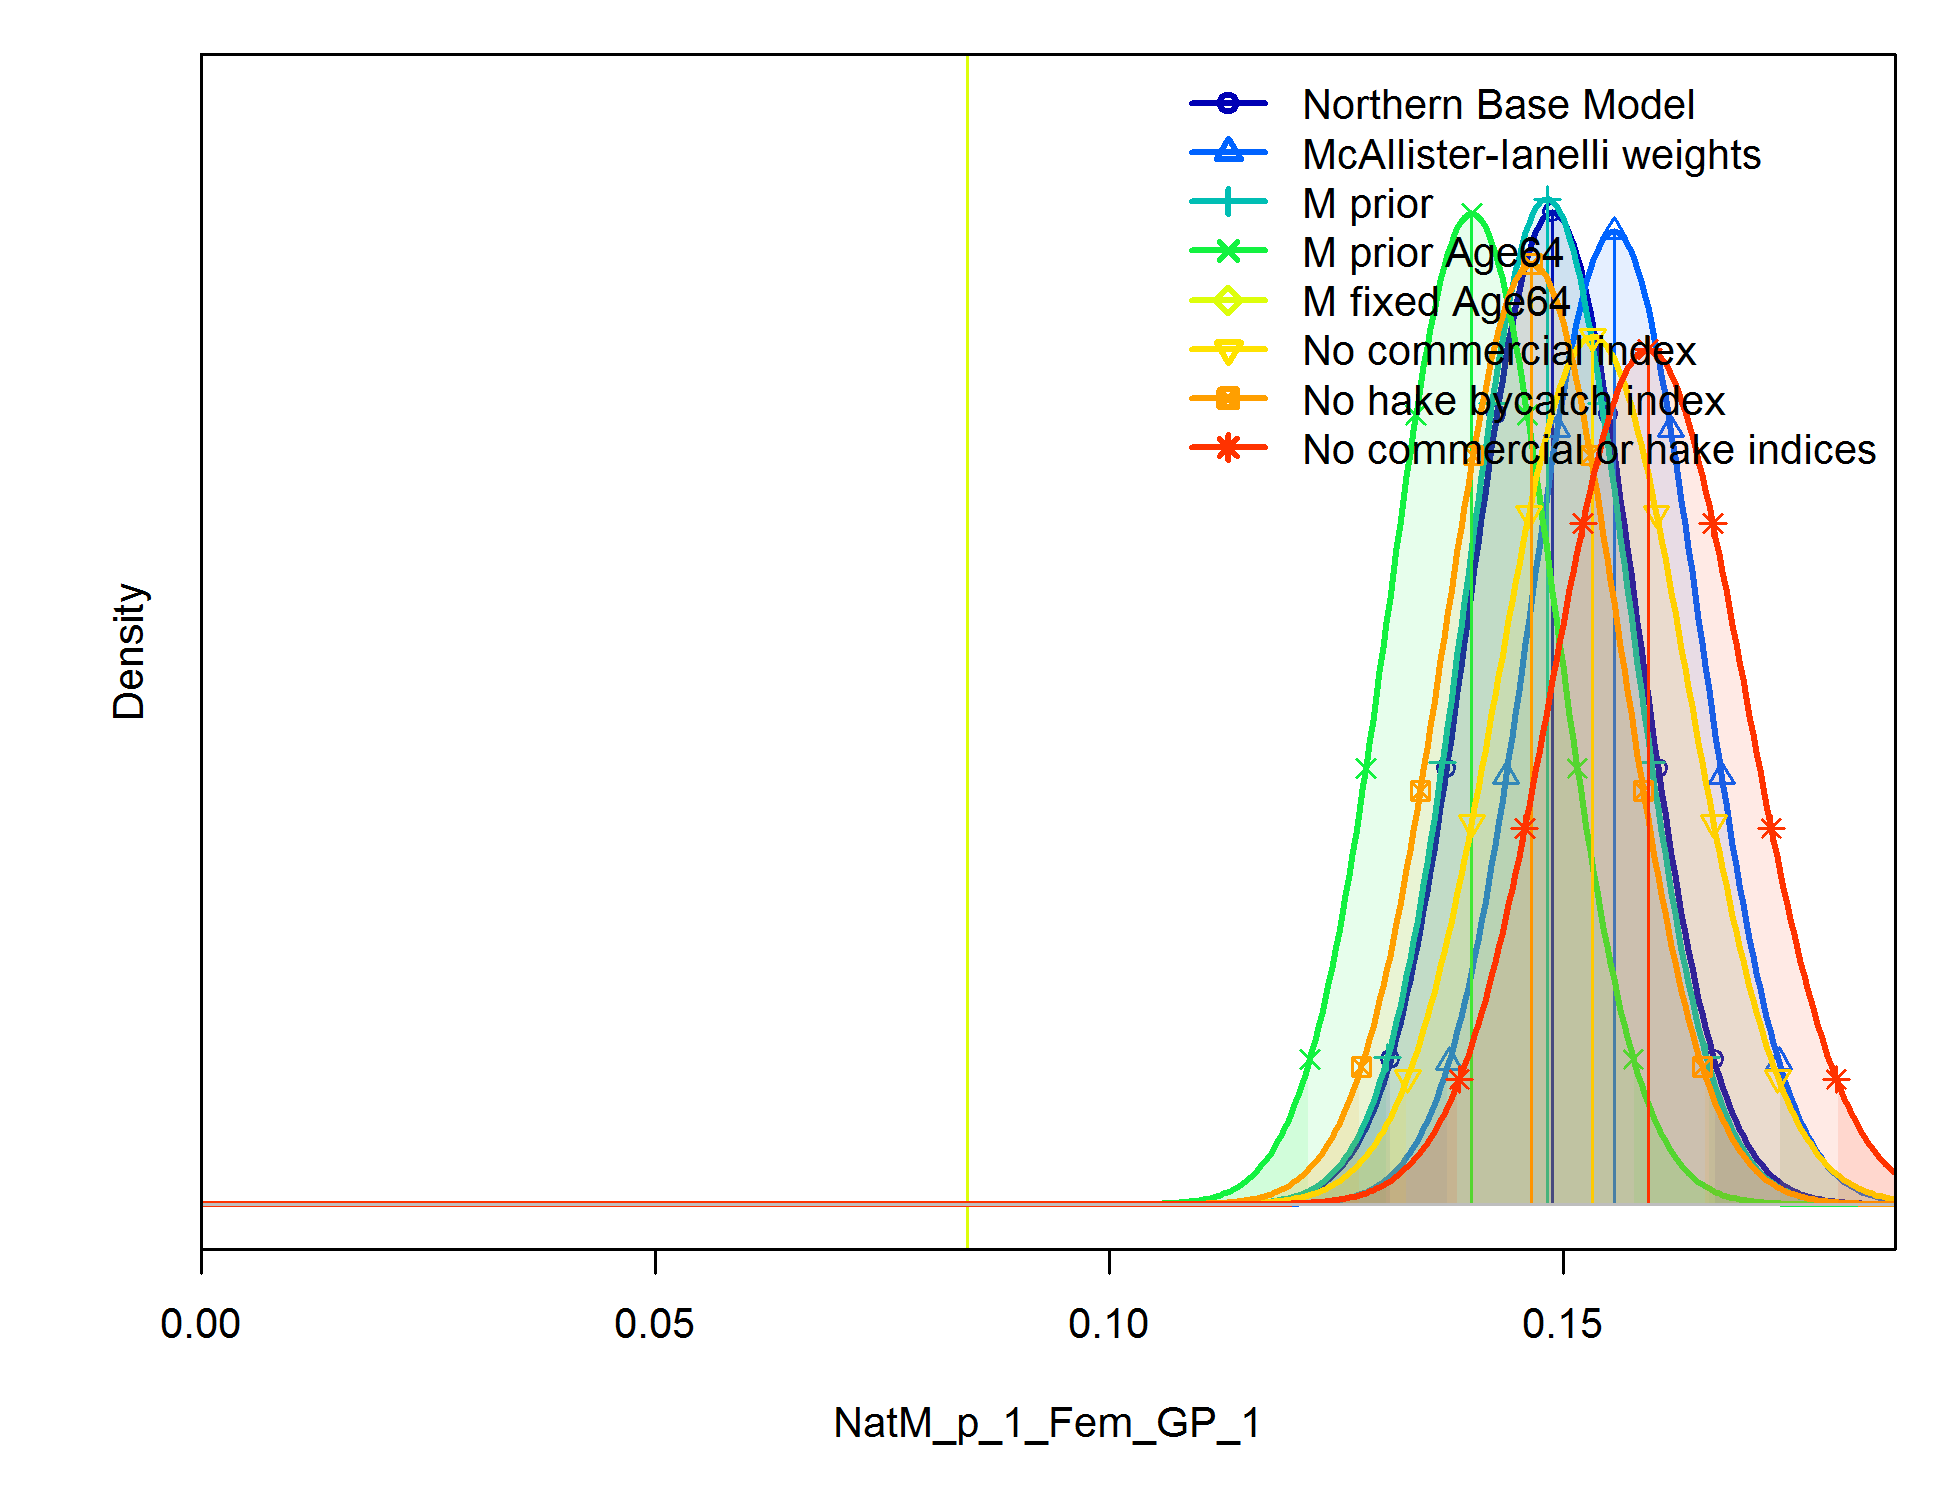 Northern Base Model
McAllister-Ianelli weights
M prior
M prior Age64
M fixed Age64
No commercial index
No hake bycatch index
No commercial or hake indices
Density
0.00 0.05 0.10 0.15
NatM_p_1_Fem_GP_1